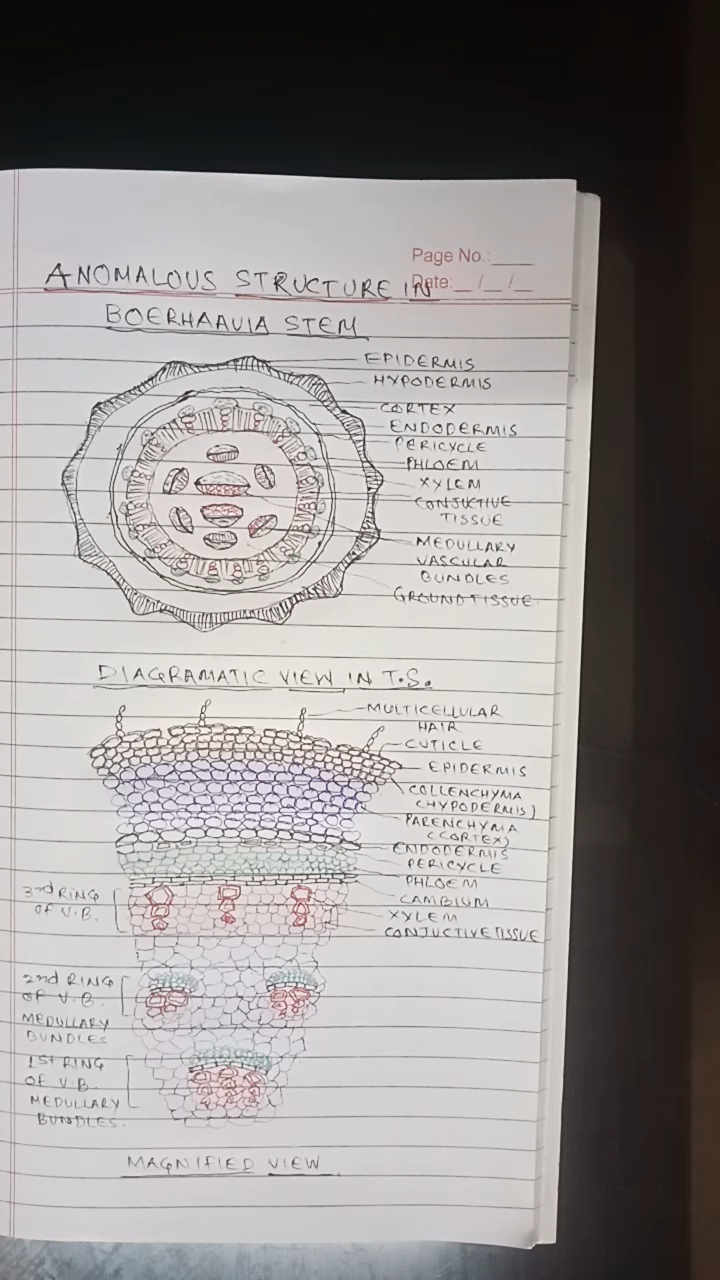 Page No.:
Date: _/_/_
ANOMALOUS STRUCTURE IN
BOERHAAVIA STEM
EPIDERMIS
HYPODERMIS
CORTEX
ENDODERMIS
PERICYCLE
PHLOEM
XYLEM
CONJUCTIVE
TISSUE
MEDULLARY
VASCULAR
BUNDLES
GROUND TISSUE
DIAGRAMATIC VIEW IN T.S.
MULTICELLULAR
HAIR
CUTICLE
EPIDERMIS
COLLENCHYMA
(HYPODERMIS)
PARENCHYMA
(CORTEX)
ENDODERMIS
PERICYCLE
PHLOEM
CAMBIUM
XYLEM
CONJUCTIVE TISSUE
3rd RING
OF V.B.
2nd RING
OF V.B.
MEDULLARY
BUNDLES
1ST RING
OF V.B.
MEDULLARY
BUNDLES.
MAGNIFIED VIEW